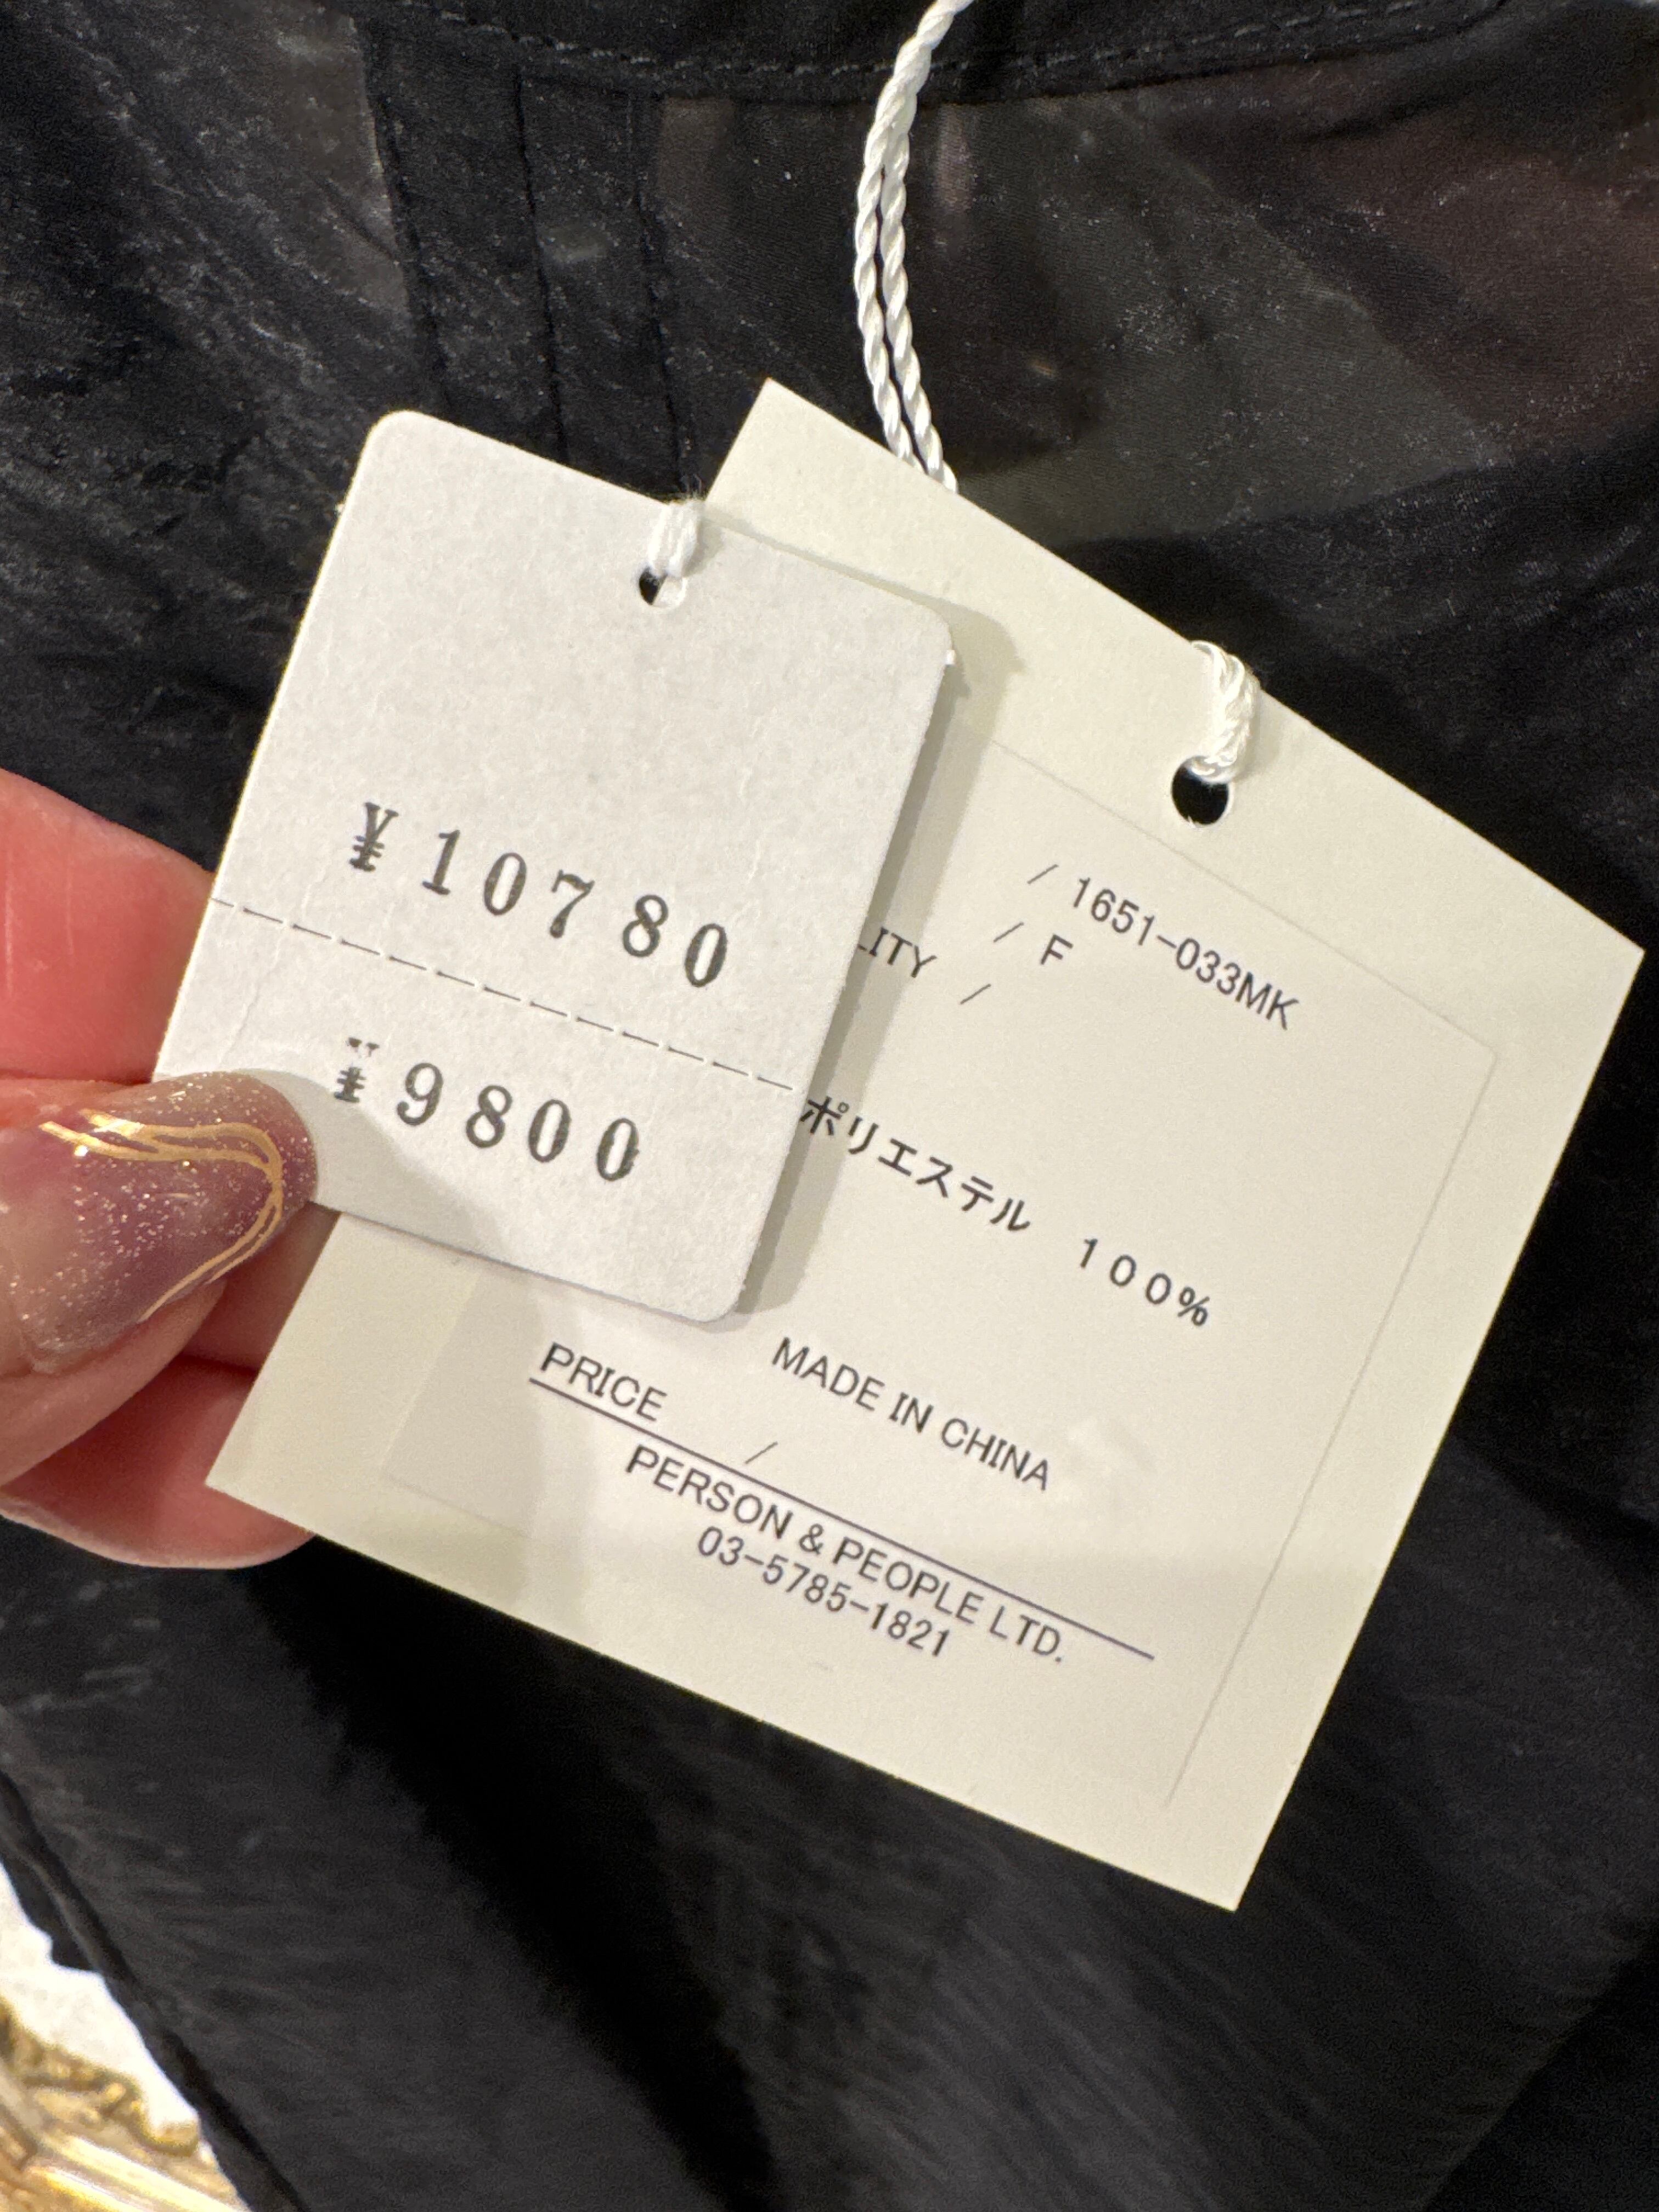 ¥10780
¥9800
/ 1651-033MK
/ F
/
ポリエステル 100%
MADE IN CHINA
PRICE /
PERSON & PEOPLE LTD.
03-5785-1821